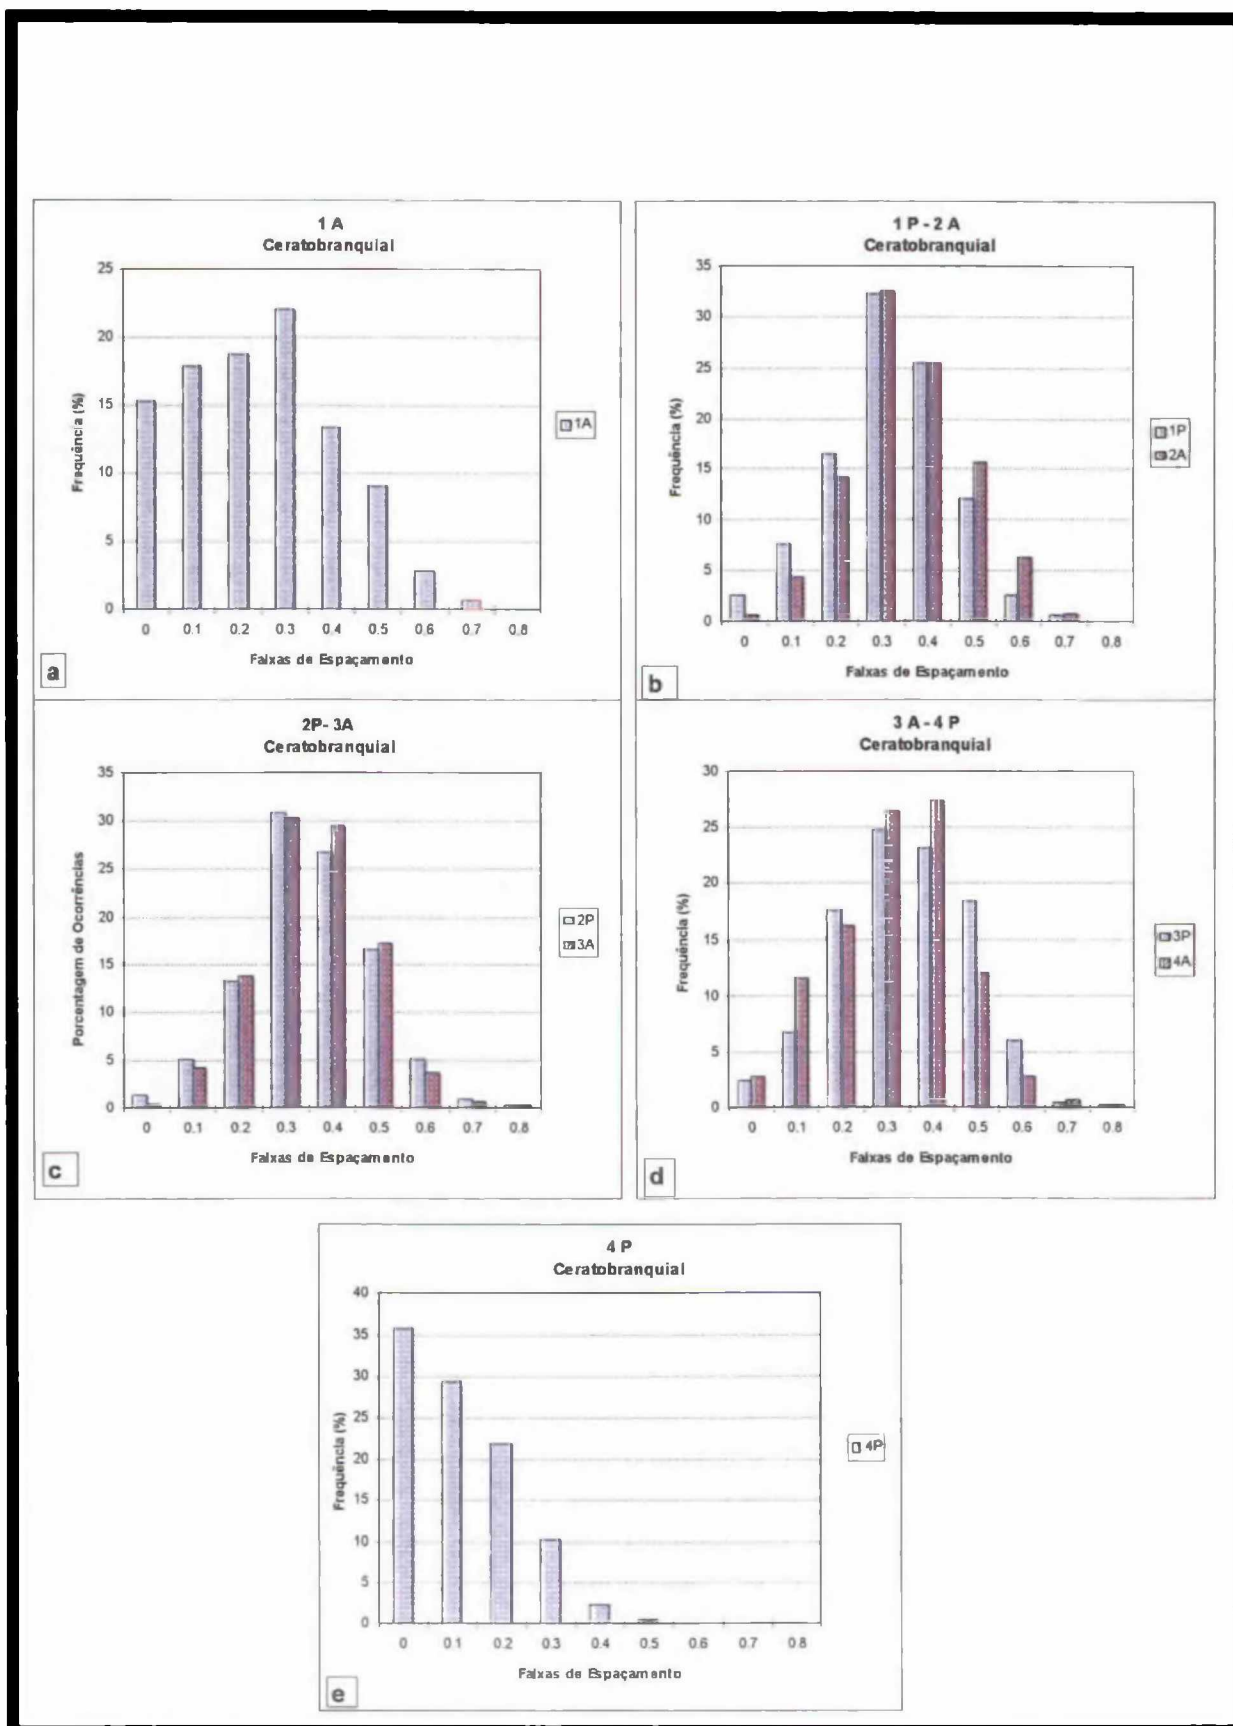 1 A
Ceratobranquial
25
20
15
10
5
0
Frequência (%)
0 0.1 0.2 0.3 0.4 0.5 0.6 0.7 0.8
Faixas de Espaçamento
1A
a
1 P - 2 A
Ceratobranquial
35
30
25
20
15
10
5
0
Frequência (%)
0 0.1 0.2 0.3 0.4 0.5 0.6 0.7 0.8
Faixas de Espaçamento
1P
2A
b
2P- 3A
Ceratobranquial
35
30
25
20
15
10
5
0
Porcentagem de Ocorrências
0 0.1 0.2 0.3 0.4 0.5 0.6 0.7 0.8
Faixas de Espaçamento
2P
3A
c
3 A - 4 P
Ceratobranquial
30
25
20
15
10
5
0
Frequência (%)
0 0.1 0.2 0.3 0.4 0.5 0.6 0.7 0.8
Faixas de Espaçamento
3P
4A
d
4 P
Ceratobranquial
40
35
30
25
20
15
10
5
0
Frequência (%)
0 0.1 0.2 0.3 0.4 0.5 0.6 0.7 0.8
Faixas de Espaçamento
4P
e